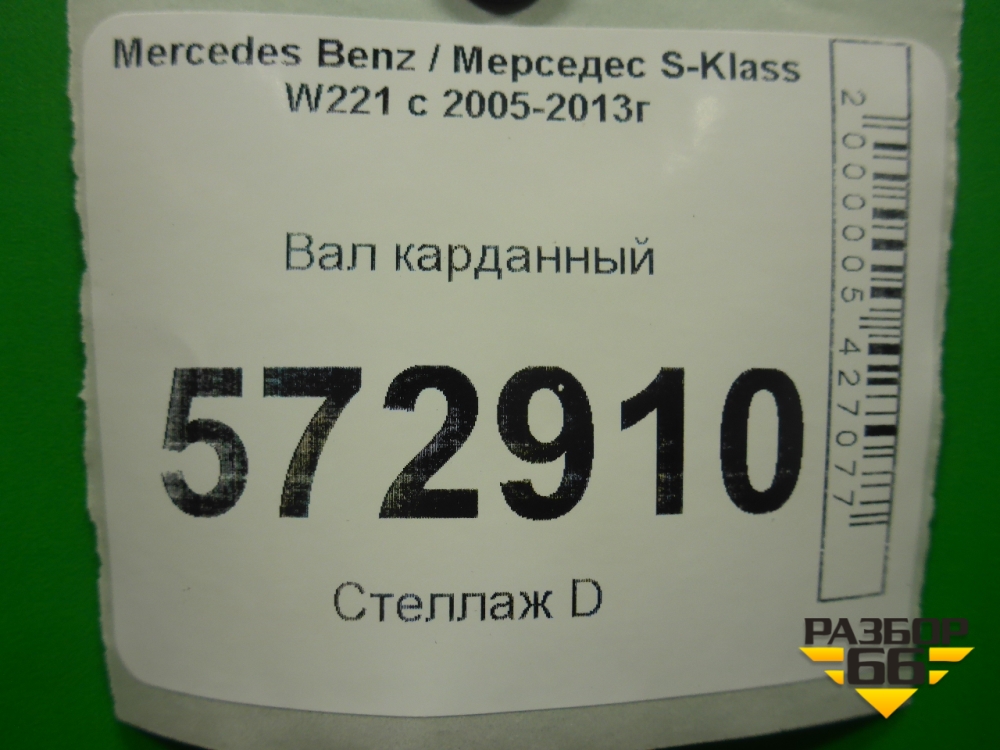 Mercedes Benz / Мерседес S-Klass
W221 с 2005-2013г
Вал карданный
572910
Стеллаж D
2000005427077
РАЗБОР
66